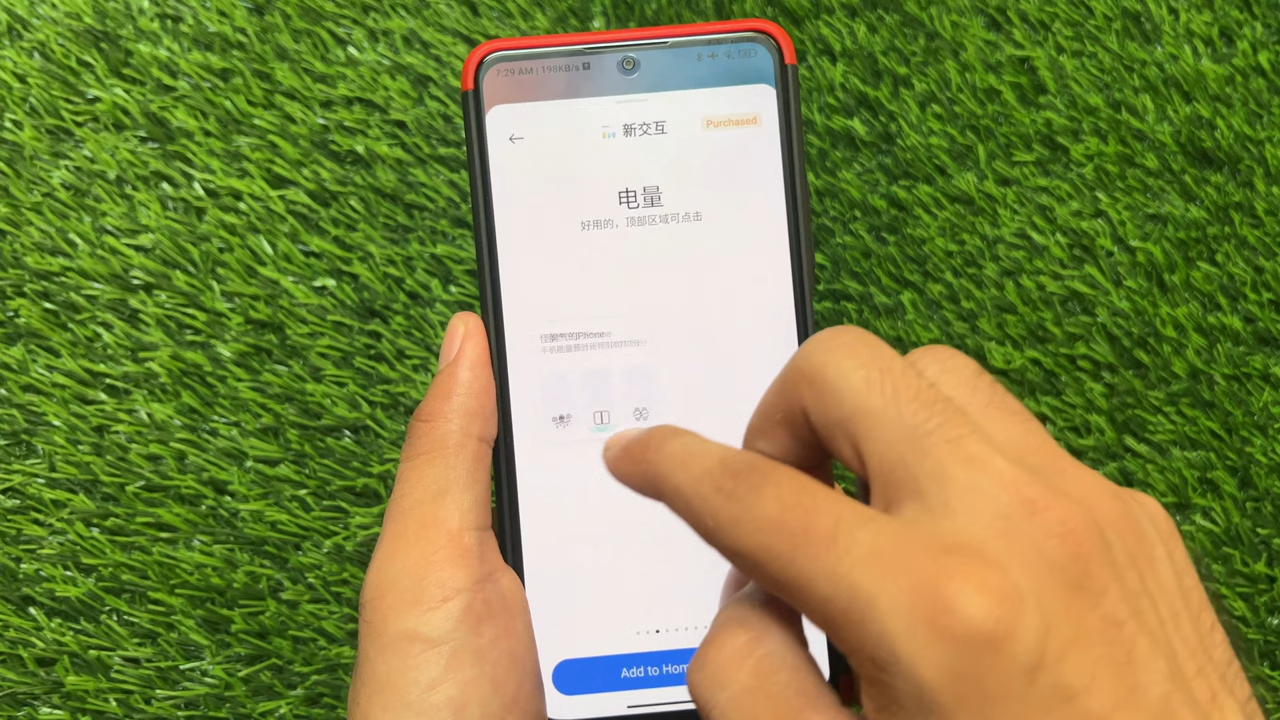 7:29 AM | 198KB/s
新交互
Purchased
电量
好用的，顶部区域可点击
Add to Hom